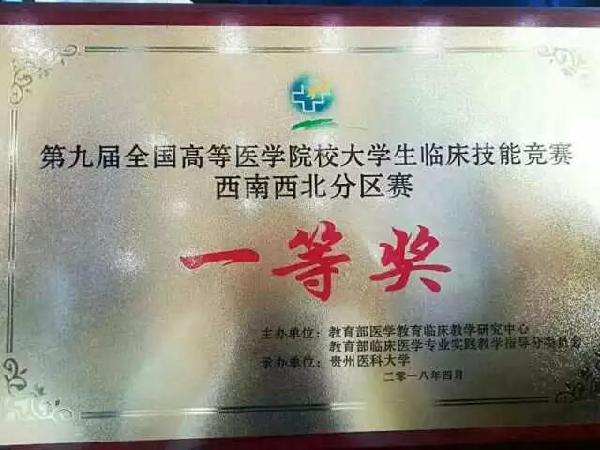 第九届全国高等医学院校大学生临床技能竞赛
西南西北分区赛
一等奖
主办单位：教育部医学教育临床教学研究中心
教育部临床医学专业实践教学指导分委员会
承办单位：贵州医科大学
二零一八年四月